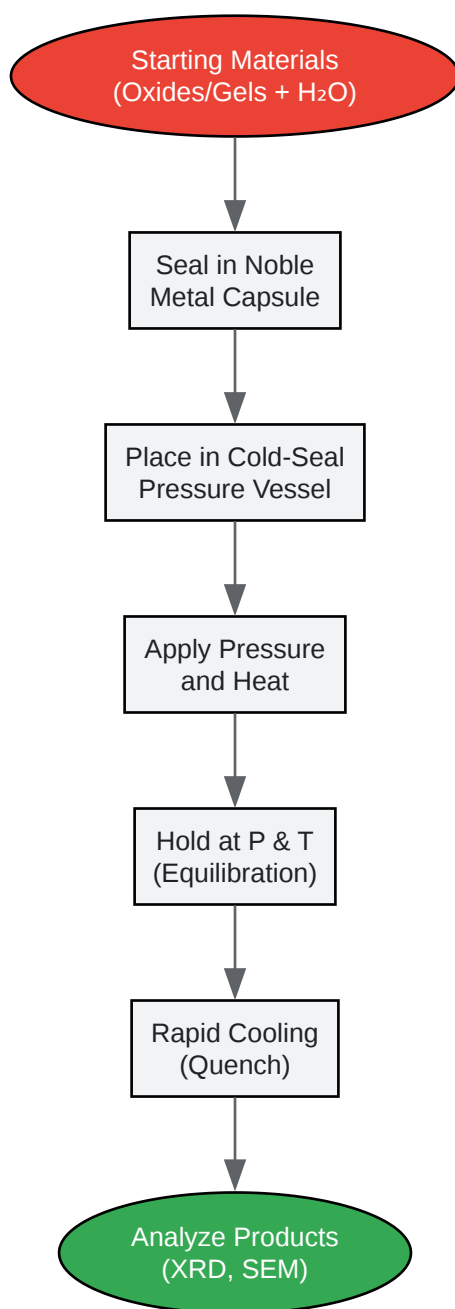 Starting Materials
(Oxides/Gels + H₂O)
Seal in Noble
Metal Capsule
Place in Cold-Seal
Pressure Vessel
Apply Pressure
and Heat
Hold at P & T
(Equilibration)
Rapid Cooling
(Quench)
Analyze Products
(XRD, SEM)